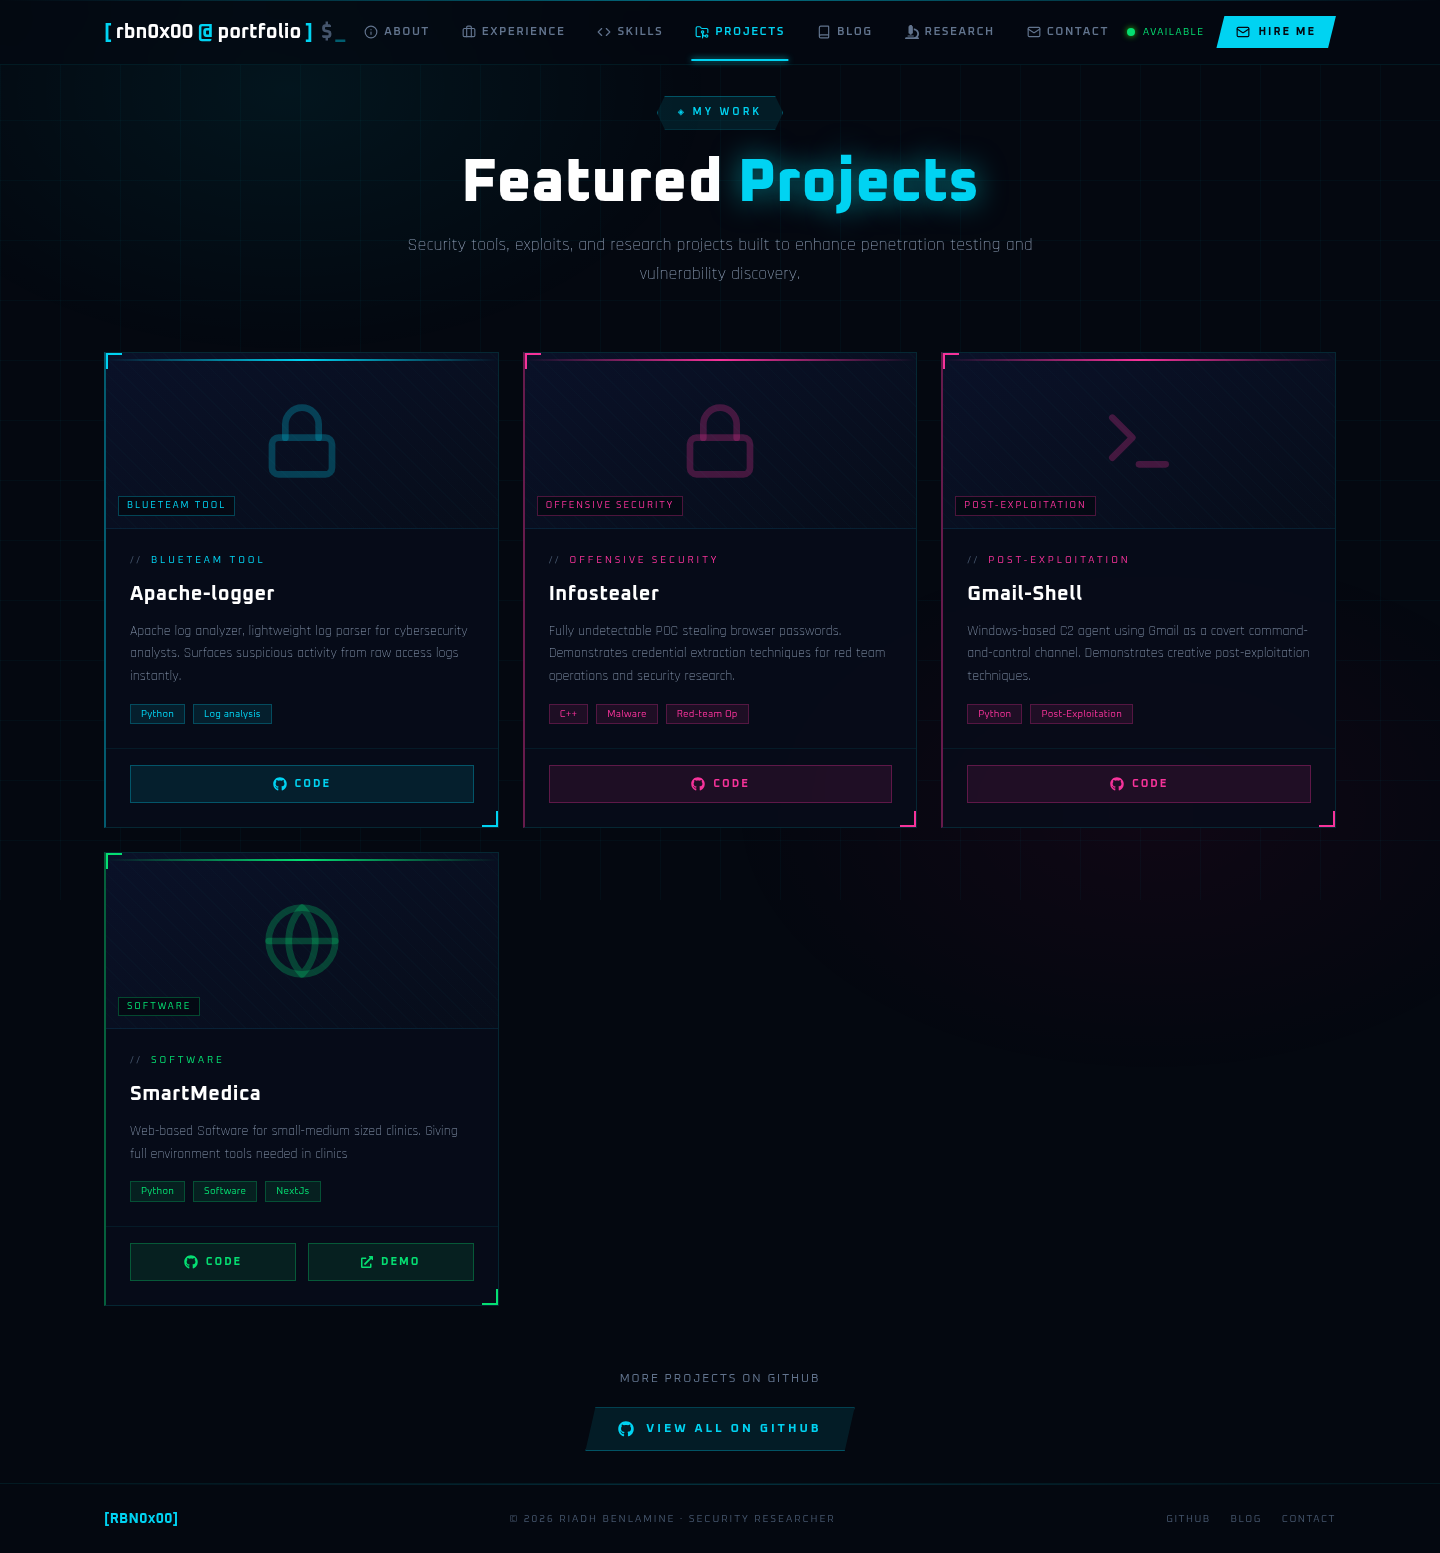 [ rbn0x00 @ portfolio ] $_
ABOUT
EXPERIENCE
SKILLS
PROJECTS
BLOG
RESEARCH
CONTACT
AVAILABLE
HIRE ME
MY WORK
Featured Projects
Security tools, exploits, and research projects built to enhance penetration testing and
vulnerability discovery.
BLUETEAM TOOL
// BLUETEAM TOOL
Apache-logger
Apache log analyzer, lightweight log parser for cybersecurity
analysts. Surfaces suspicious activity from raw access logs
instantly.
Python
Log analysis
CODE
OFFENSIVE SECURITY
// OFFENSIVE SECURITY
Infostealer
Fully undetectable POC stealing browser passwords.
Demonstrates credential extraction techniques for red team
operations and security research.
C++
Malware
Red-team Op
CODE
POST-EXPLOITATION
// POST-EXPLOITATION
Gmail-Shell
Windows-based C2 agent using Gmail as a covert command-
and-control channel. Demonstrates creative post-exploitation
techniques.
Python
Post-Exploitation
CODE
SOFTWARE
// SOFTWARE
SmartMedica
Web-based Software for small-medium sized clinics. Giving
full environment tools needed in clinics
Python
Software
NextJs
CODE
DEMO
MORE PROJECTS ON GITHUB
VIEW ALL ON GITHUB
[RBN0x00]
© 2026 RIADH BENLAMINE · SECURITY RESEARCHER
GITHUB
BLOG
CONTACT